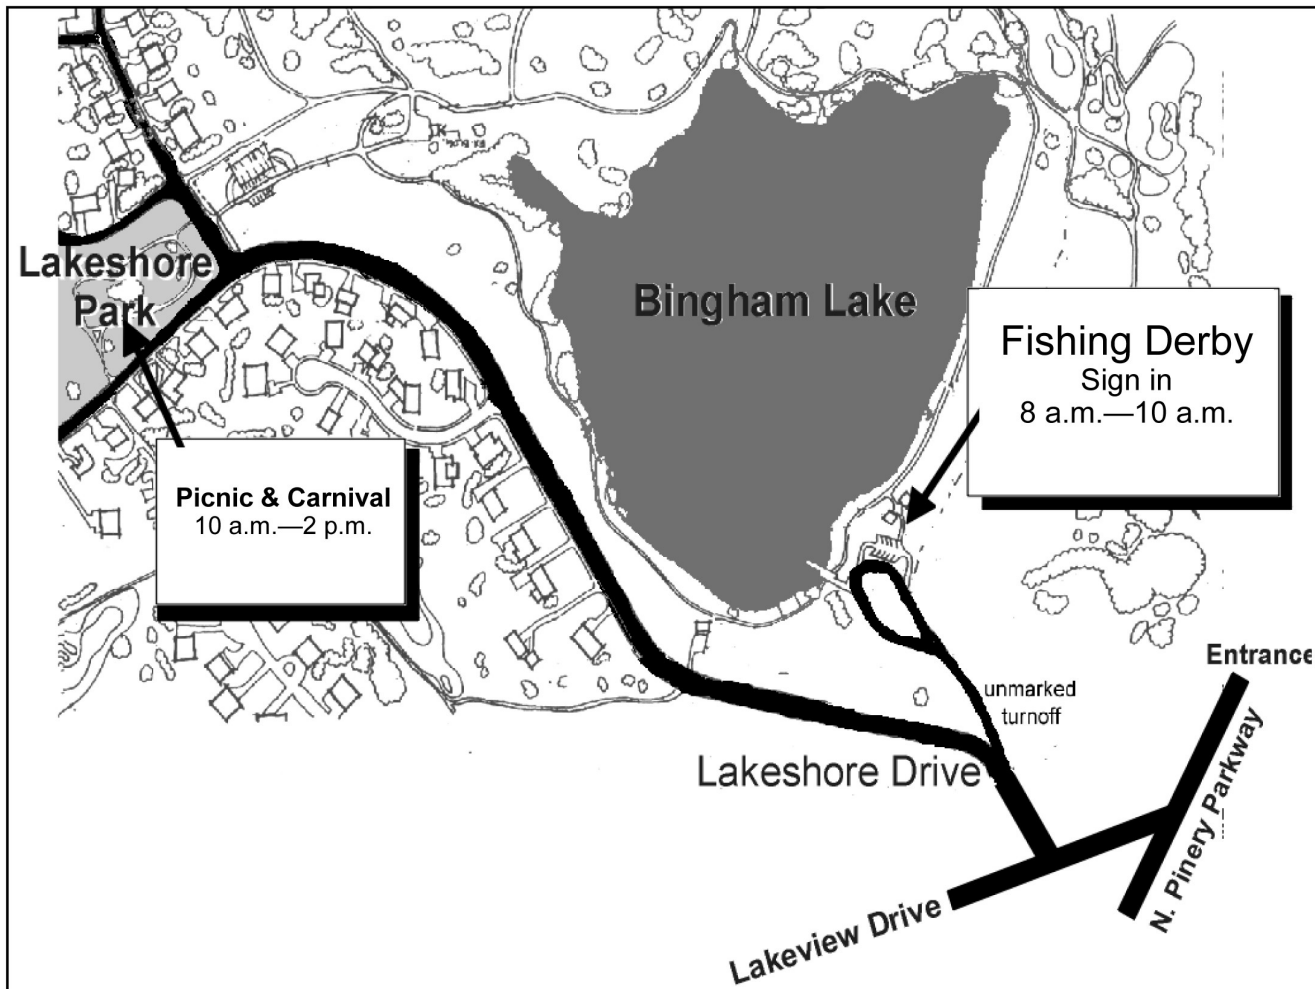 Lakeshore
Park
Bingham Lake
Fishing Derby
Sign in
8 a.m.—10 a.m.
Picnic & Carnival
10 a.m.—2 p.m.
Entrance
unmarked
turnoff
Lakeshore Drive
N. Pinery Parkway
Lakeview Drive